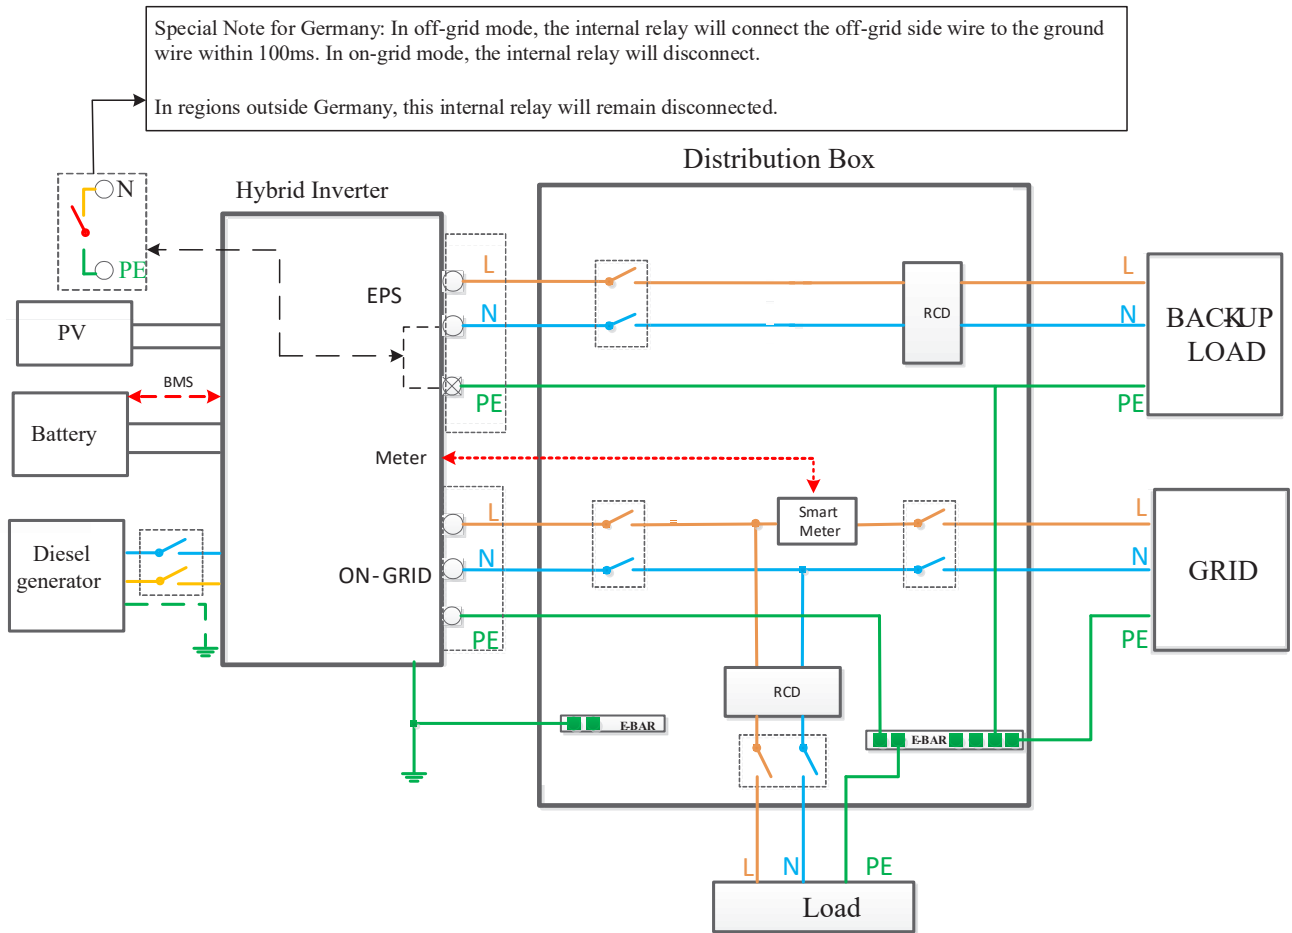 Special Note for Germany: In off-grid mode, the internal relay will connect the off-grid side wire to the ground
wire within 100ms. In on-grid mode, the internal relay will disconnect.
In regions outside Germany, this internal relay will remain disconnected.
Distribution Box
Hybrid Inverter
N
PE
EPS
L
N
PE
RCD
L
N
PE
BACK-UP
LOAD
PV
BMS
Battery
Meter
Smart
Meter
L
N
PE
ON-GRID
L
N
PE
GRID
Diesel
generator
RCD
E-BAR
E-BAR
L
N
PE
Load